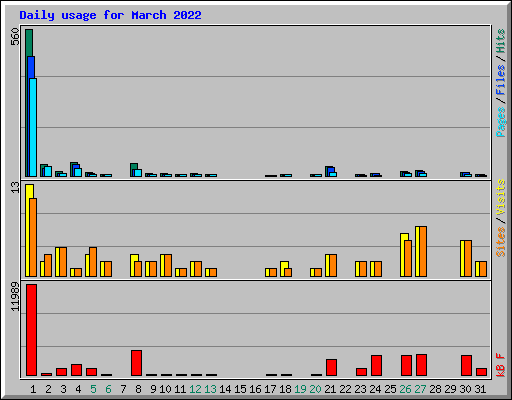 Daily usage for March 2022
560
Pages/Files/Hits
13
Sites/Visits
11989
kB F
1 2 3 4 5 6 7 8 9 10 11 12 13 14 15 16 17 18 19 20 21 22 23 24 25 26 27 28 29 30 31